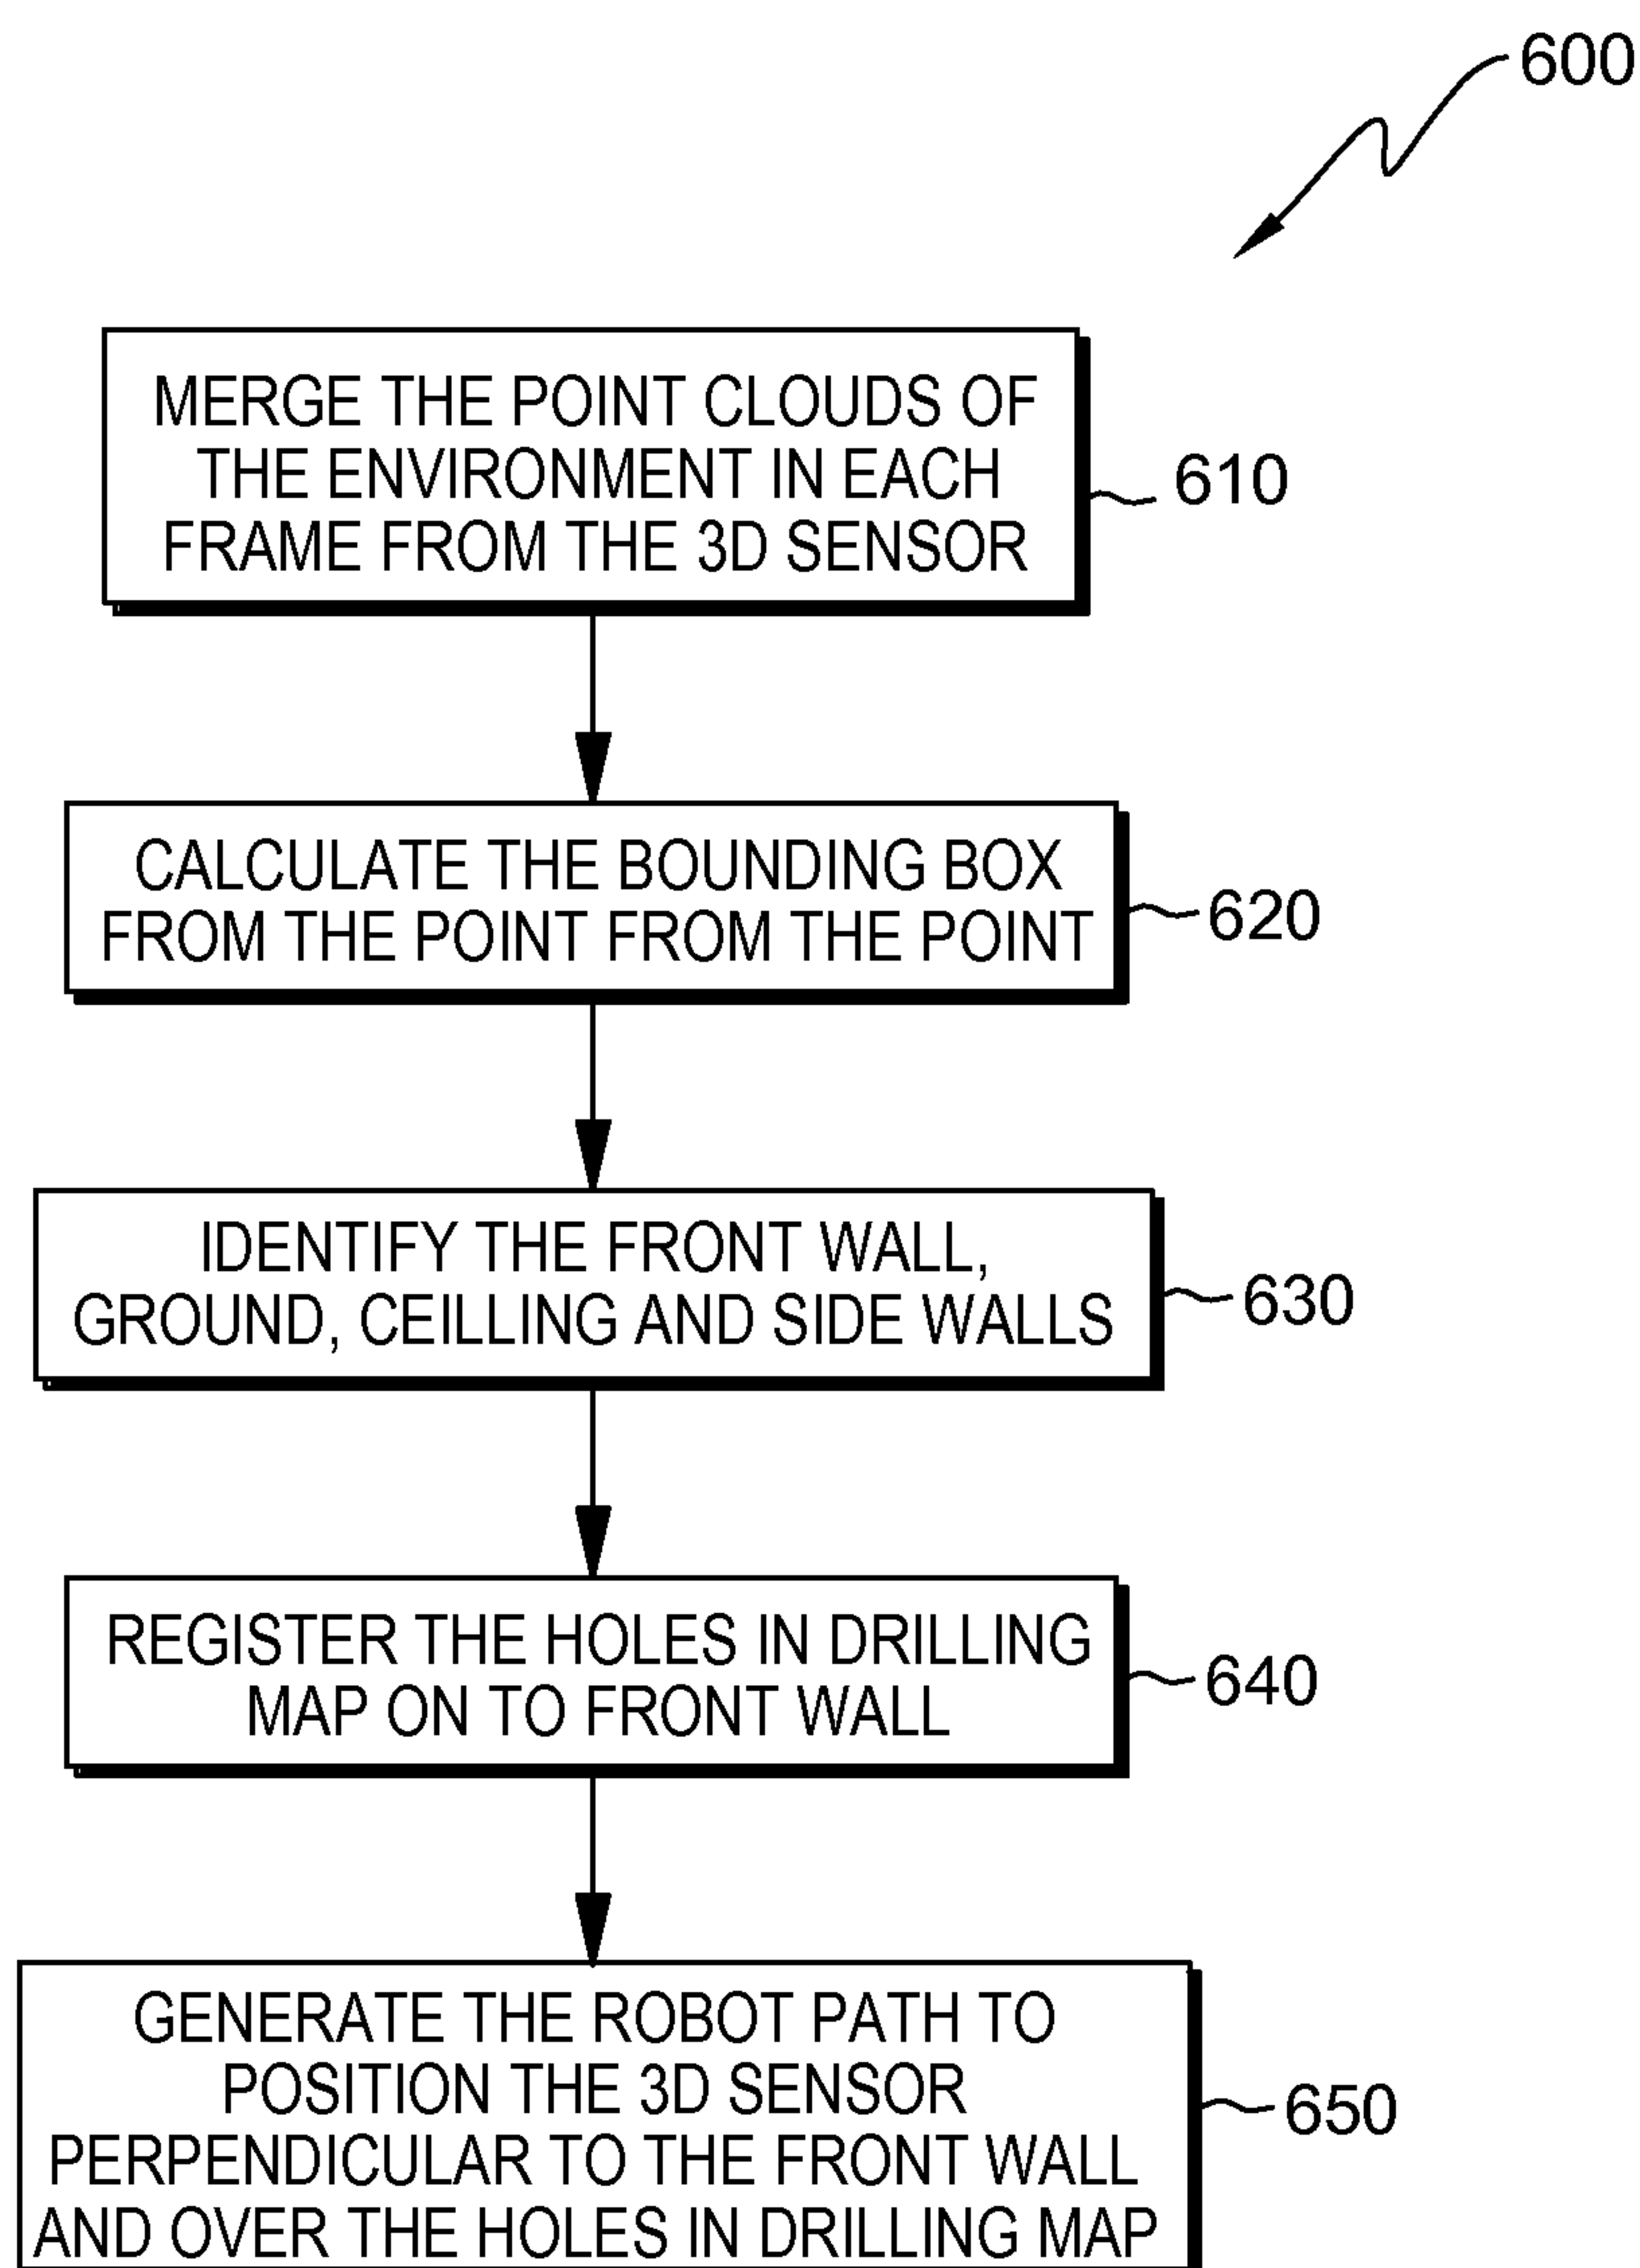 600
MERGE THE POINT CLOUDS OF
THE ENVIRONMENT IN EACH
FRAME FROM THE 3D SENSOR
610
CALCULATE THE BOUNDING BOX
FROM THE POINT FROM THE POINT
620
IDENTIFY THE FRONT WALL,
GROUND, CEILLING AND SIDE WALLS
630
REGISTER THE HOLES IN DRILLING
MAP ON TO FRONT WALL
640
GENERATE THE ROBOT PATH TO
POSITION THE 3D SENSOR
PERPENDICULAR TO THE FRONT WALL
AND OVER THE HOLES IN DRILLING MAP
650